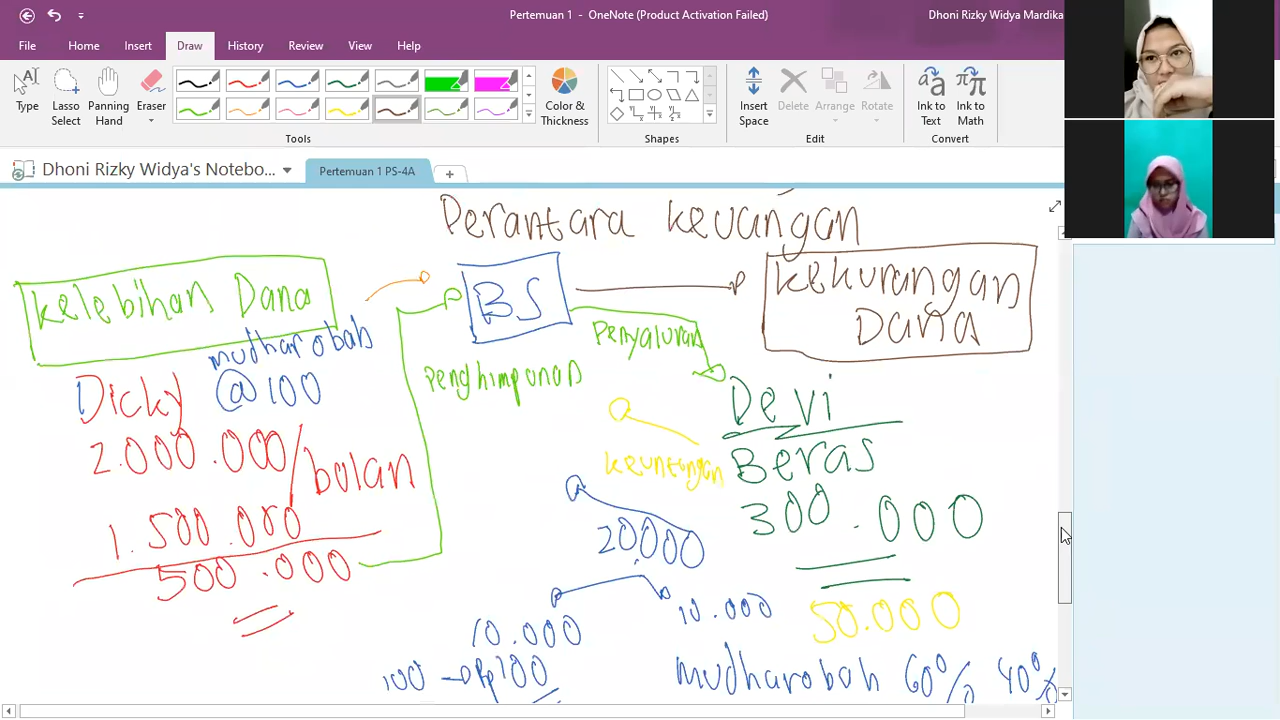 Pertemuan 1 - OneNote (Product Activation Failed)
Dhoni Rizky Widya Mardika
File Home Insert Draw History Review View Help
Type
Lasso Select
Panning Hand
Eraser
Color & Thickness
Insert Space
Delete
Arrange
Rotate
Ink to Text
Ink to Math
Tools
Shapes
Edit
Convert
Dhoni Rizky Widya's Notebo...
Pertemuan 1 PS-4A
Perantara keuangan
Kelebihan Dana
BS
Kekurangan Dana
mudharobah
Penyaluran
Dicky @100
Penghimpunan
Devi
2.000.000/bulan
keuntungan
Beras
1.500.000
300.000
500.000
20.000
50.000
10.000
10.000
100 → Rp100
mudharobah 60% 40%